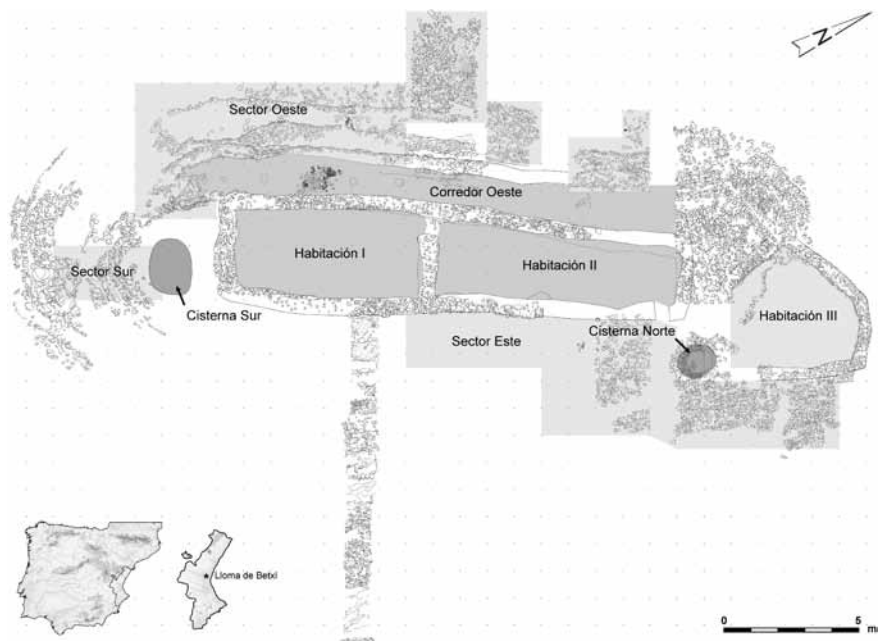 N
Sector Oeste
Corredor Oeste
Habitación I
Habitación II
Sector Sur
Cisterna Sur
Sector Este
Cisterna Norte
Habitación III
Lloma de Betxí
0 5
m